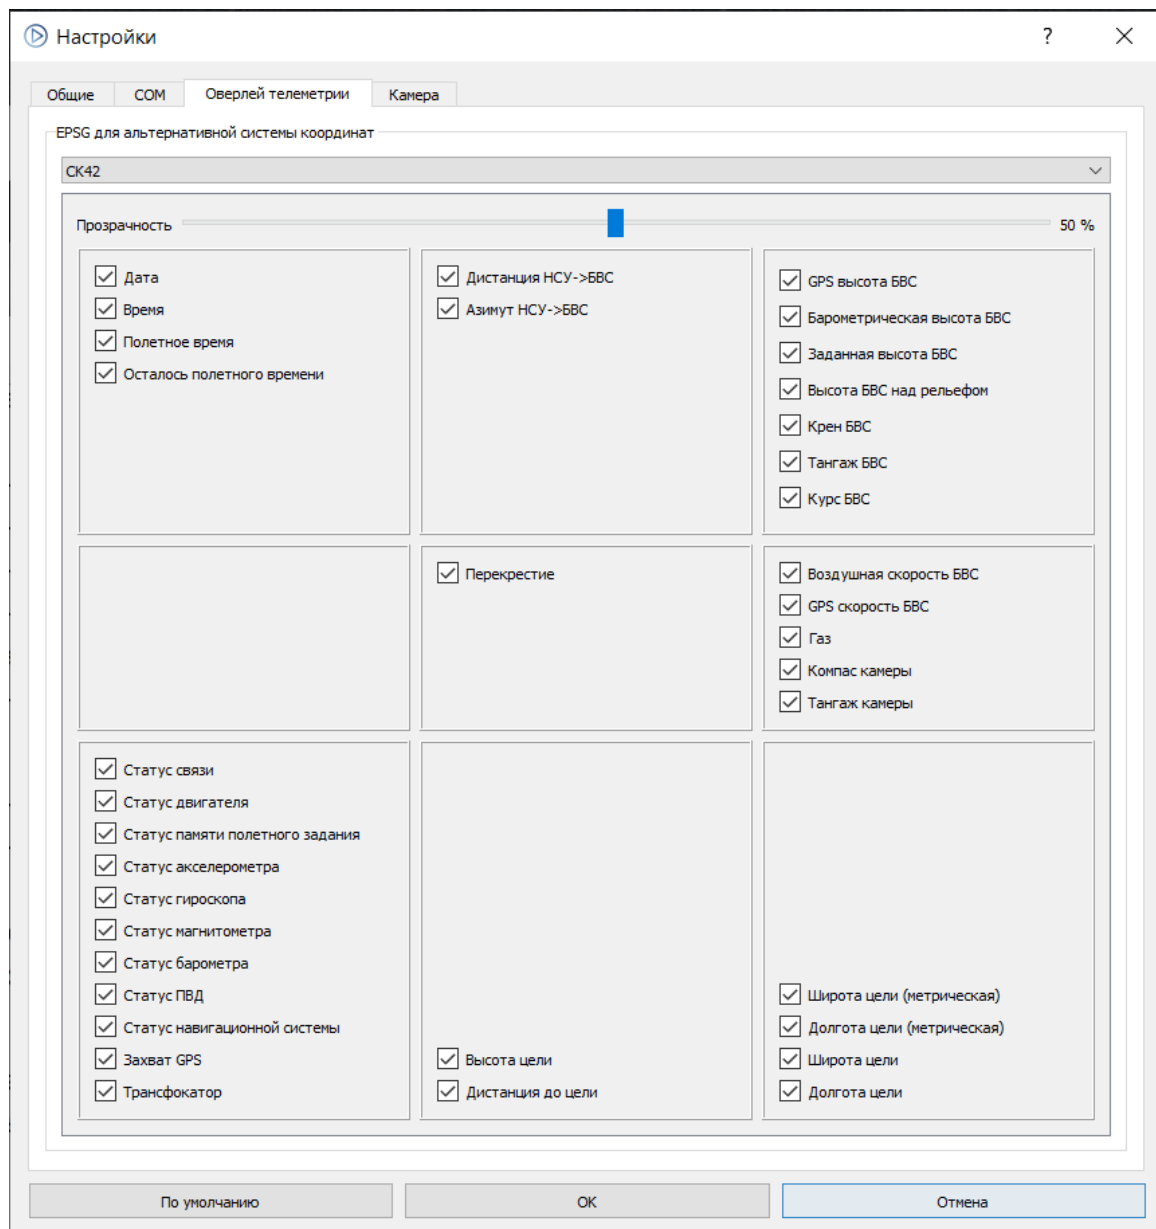 Настройки
?
Общие
COM
Оверлей телеметрии
Камера
EPSG для альтернативной системы координат
СК42
Прозрачность
50 %
Дата
Время
Полетное время
Осталось полетного времени
Дистанция НСУ->БВС
Азимут НСУ->БВС
GPS высота БВС
Барометрическая высота БВС
Заданная высота БВС
Высота БВС над рельефом
Крен БВС
Тангаж БВС
Курс БВС
Перекрестие
Воздушная скорость БВС
GPS скорость БВС
Газ
Компас камеры
Тангаж камеры
Статус связи
Статус двигателя
Статус памяти полетного задания
Статус акселерометра
Статус гироскопа
Статус магнитометра
Статус барометра
Статус ПВД
Статус навигационной системы
Захват GPS
Трансфокатор
Высота цели
Дистанция до цели
Широта цели (метрическая)
Долгота цели (метрическая)
Широта цели
Долгота цели
По умолчанию
OK
Отмена